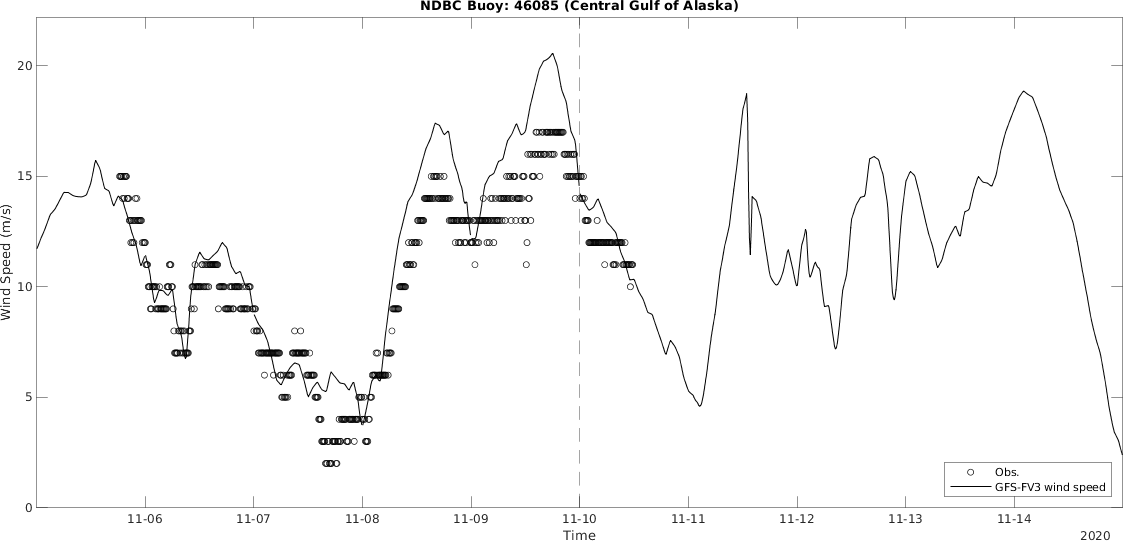 NDBC Buoy: 46085 (Central Gulf of Alaska)
Wind Speed (m/s)
20
15
10
5
0
11-06 11-07 11-08 11-09 11-10 11-11 11-12 11-13 11-14
Time
2020
Obs.
GFS-FV3 wind speed